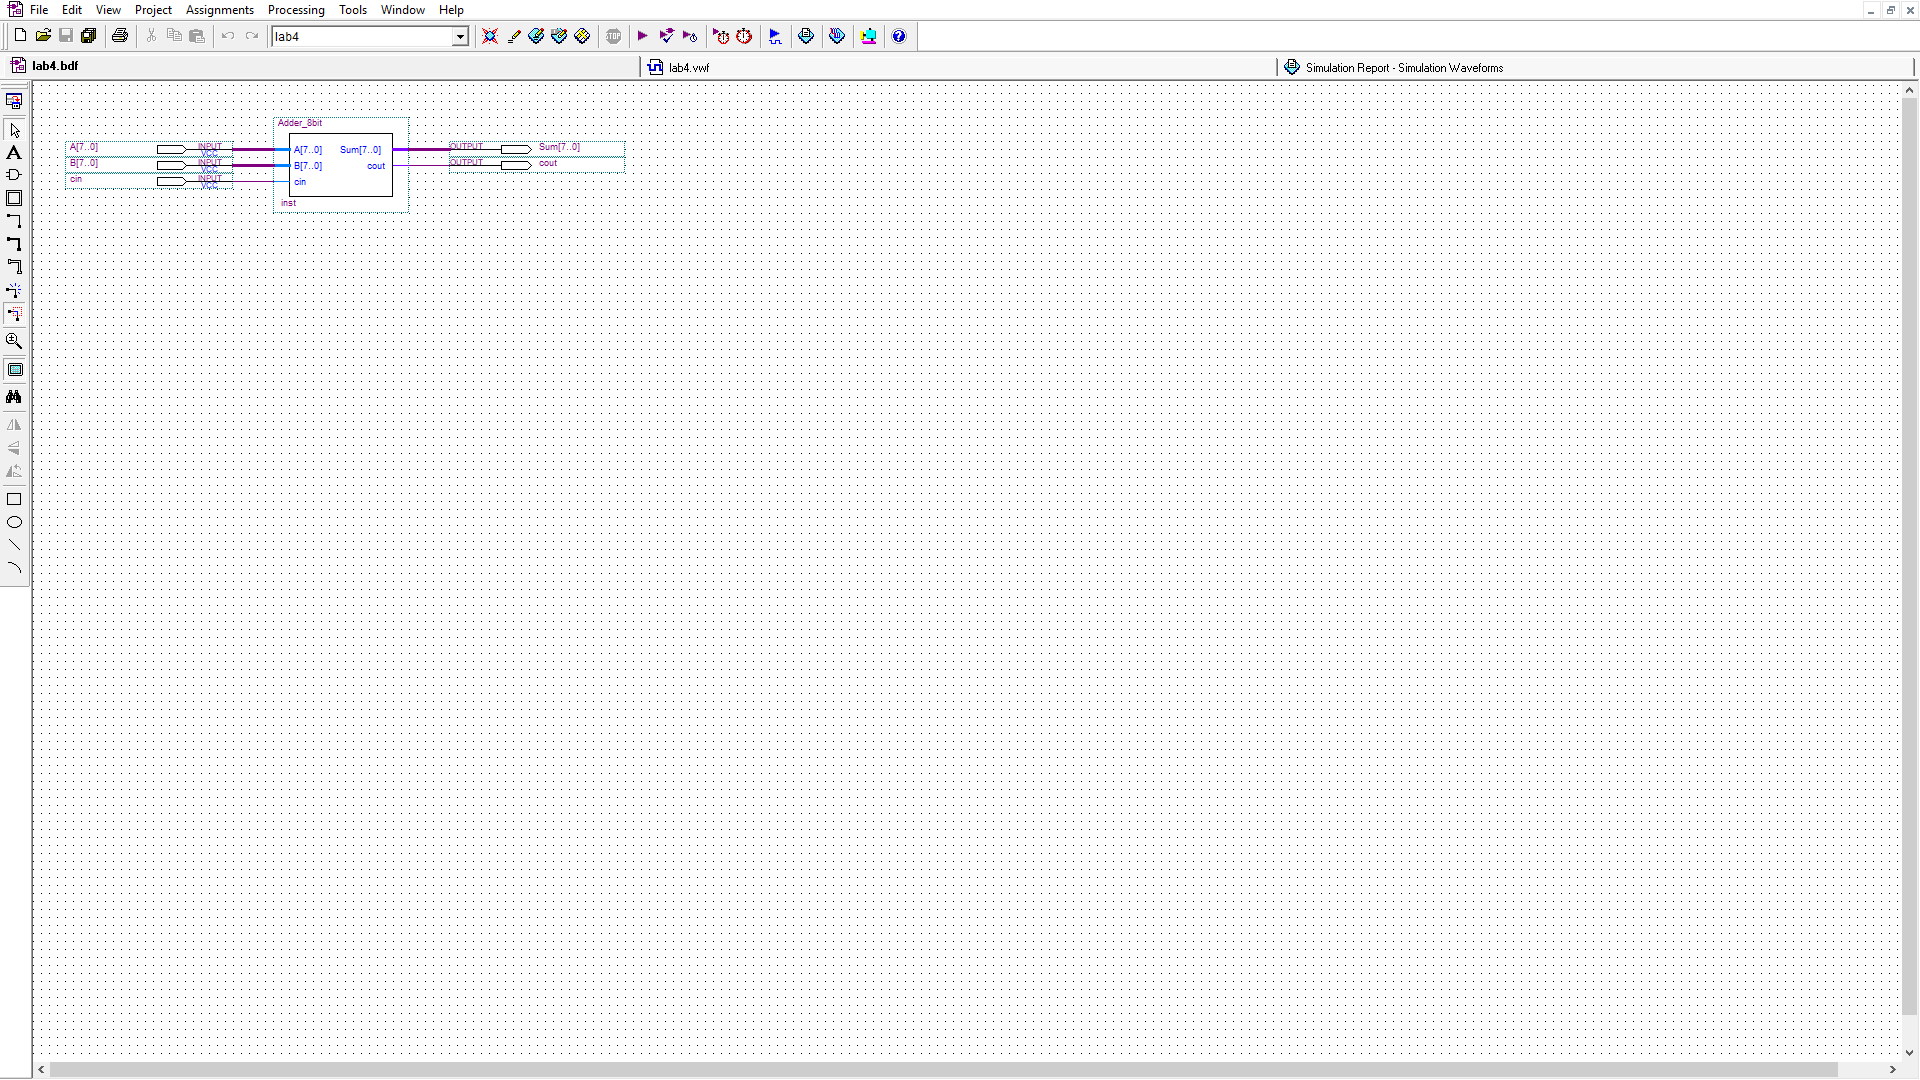 File Edit View Project Assignments Processing Tools Window Help
lab4
STOP
lab4.bdf
lab4.vwf
Simulation Report - Simulation Waveforms
Adder_8bit
A[7..0] INPUT VCC A[7..0] Sum[7..0] OUTPUT Sum[7..0]
B[7..0] INPUT VCC B[7..0] cout OUTPUT cout
cin INPUT VCC cin
inst